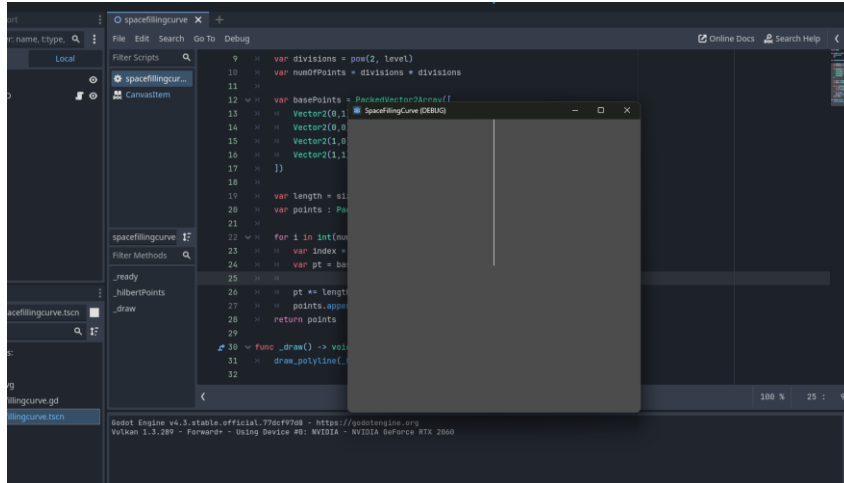 ort
spacefillingcurve
r: name, t:type,
File Edit Search Go To Debug
Online Docs Search Help
Local
Filter Scripts
spacefillingcur...
CanvasItem
9 var divisions = pow(2, level)
10 var numOfPoints = divisions * divisions
11
12 var basePoints = PackedVector2Array([
SpaceFillingCurve (DEBUG)
13 Vector2(0,1
14 Vector2(0,0
15 Vector2(1,0
16 Vector2(1,1
17 ])
18
19 var length = si
20 var points : Pa
21
22 for i in int(nu
23 var index =
24 var pt = ba
25
26 pt *= lengt
27 points.appe
28 return points
29
30 func _draw() -> voi
31 draw_polyline(_
32
spacefillingcurve
Filter Methods
_ready
_hilbertPoints
_draw
acefillingcurve.tscn
s:
vg
fillingcurve.gd
illingcurve.tscn
100 % 25 :
Godot Engine v4.3.stable.official.77dcf97d8 - https://godotengine.org
Vulkan 1.3.289 - Forward+ - Using Device #0: NVIDIA - NVIDIA GeForce RTX 2060